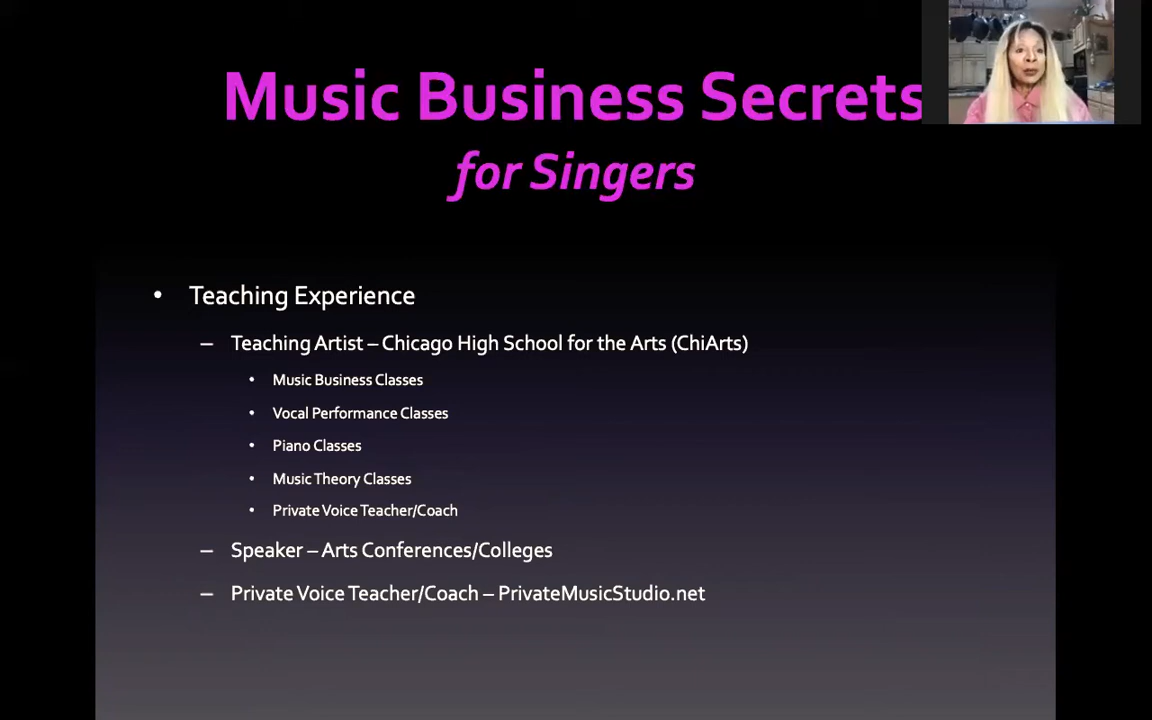 Music Business Secrets
for Singers
• Teaching Experience
– Teaching Artist – Chicago High School for the Arts (ChiArts)
• Music Business Classes
• Vocal Performance Classes
• Piano Classes
• Music Theory Classes
• Private Voice Teacher/Coach
– Speaker – Arts Conferences/Colleges
– Private Voice Teacher/Coach – PrivateMusicStudio.net